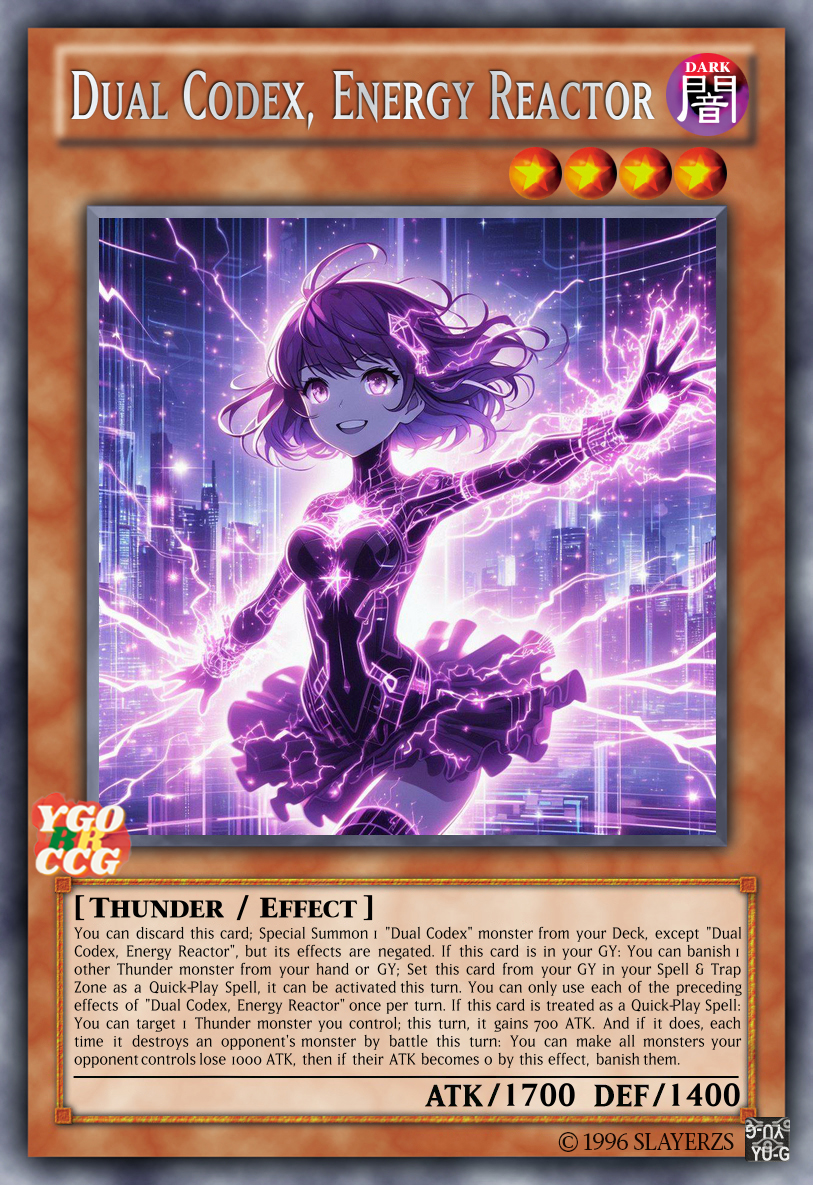 DUAL CODEX, ENERGY REACTOR
DARK
闇
YGO
RR
CCG
[ THUNDER / EFFECT ]
You can discard this card; Special Summon 1 "Dual Codex" monster from your Deck, except "Dual
Codex, Energy Reactor", but its effects are negated. If this card is in your GY: You can banish 1
other Thunder monster from your hand or GY; Set this card from your GY in your Spell & Trap
Zone as a Quick-Play Spell, it can be activated this turn. You can only use each of the preceding
effects of "Dual Codex, Energy Reactor" once per turn. If this card is treated as a Quick-Play Spell:
You can target 1 Thunder monster you control; this turn, it gains 700 ATK. And if it does, each
time it destroys an opponent's monster by battle this turn: You can make all monsters your
opponent controls lose 1000 ATK, then if their ATK becomes 0 by this effect, banish them.
ATK/1700 DEF/1400
© 1996 SLAYERZS
YU-G
YU-G